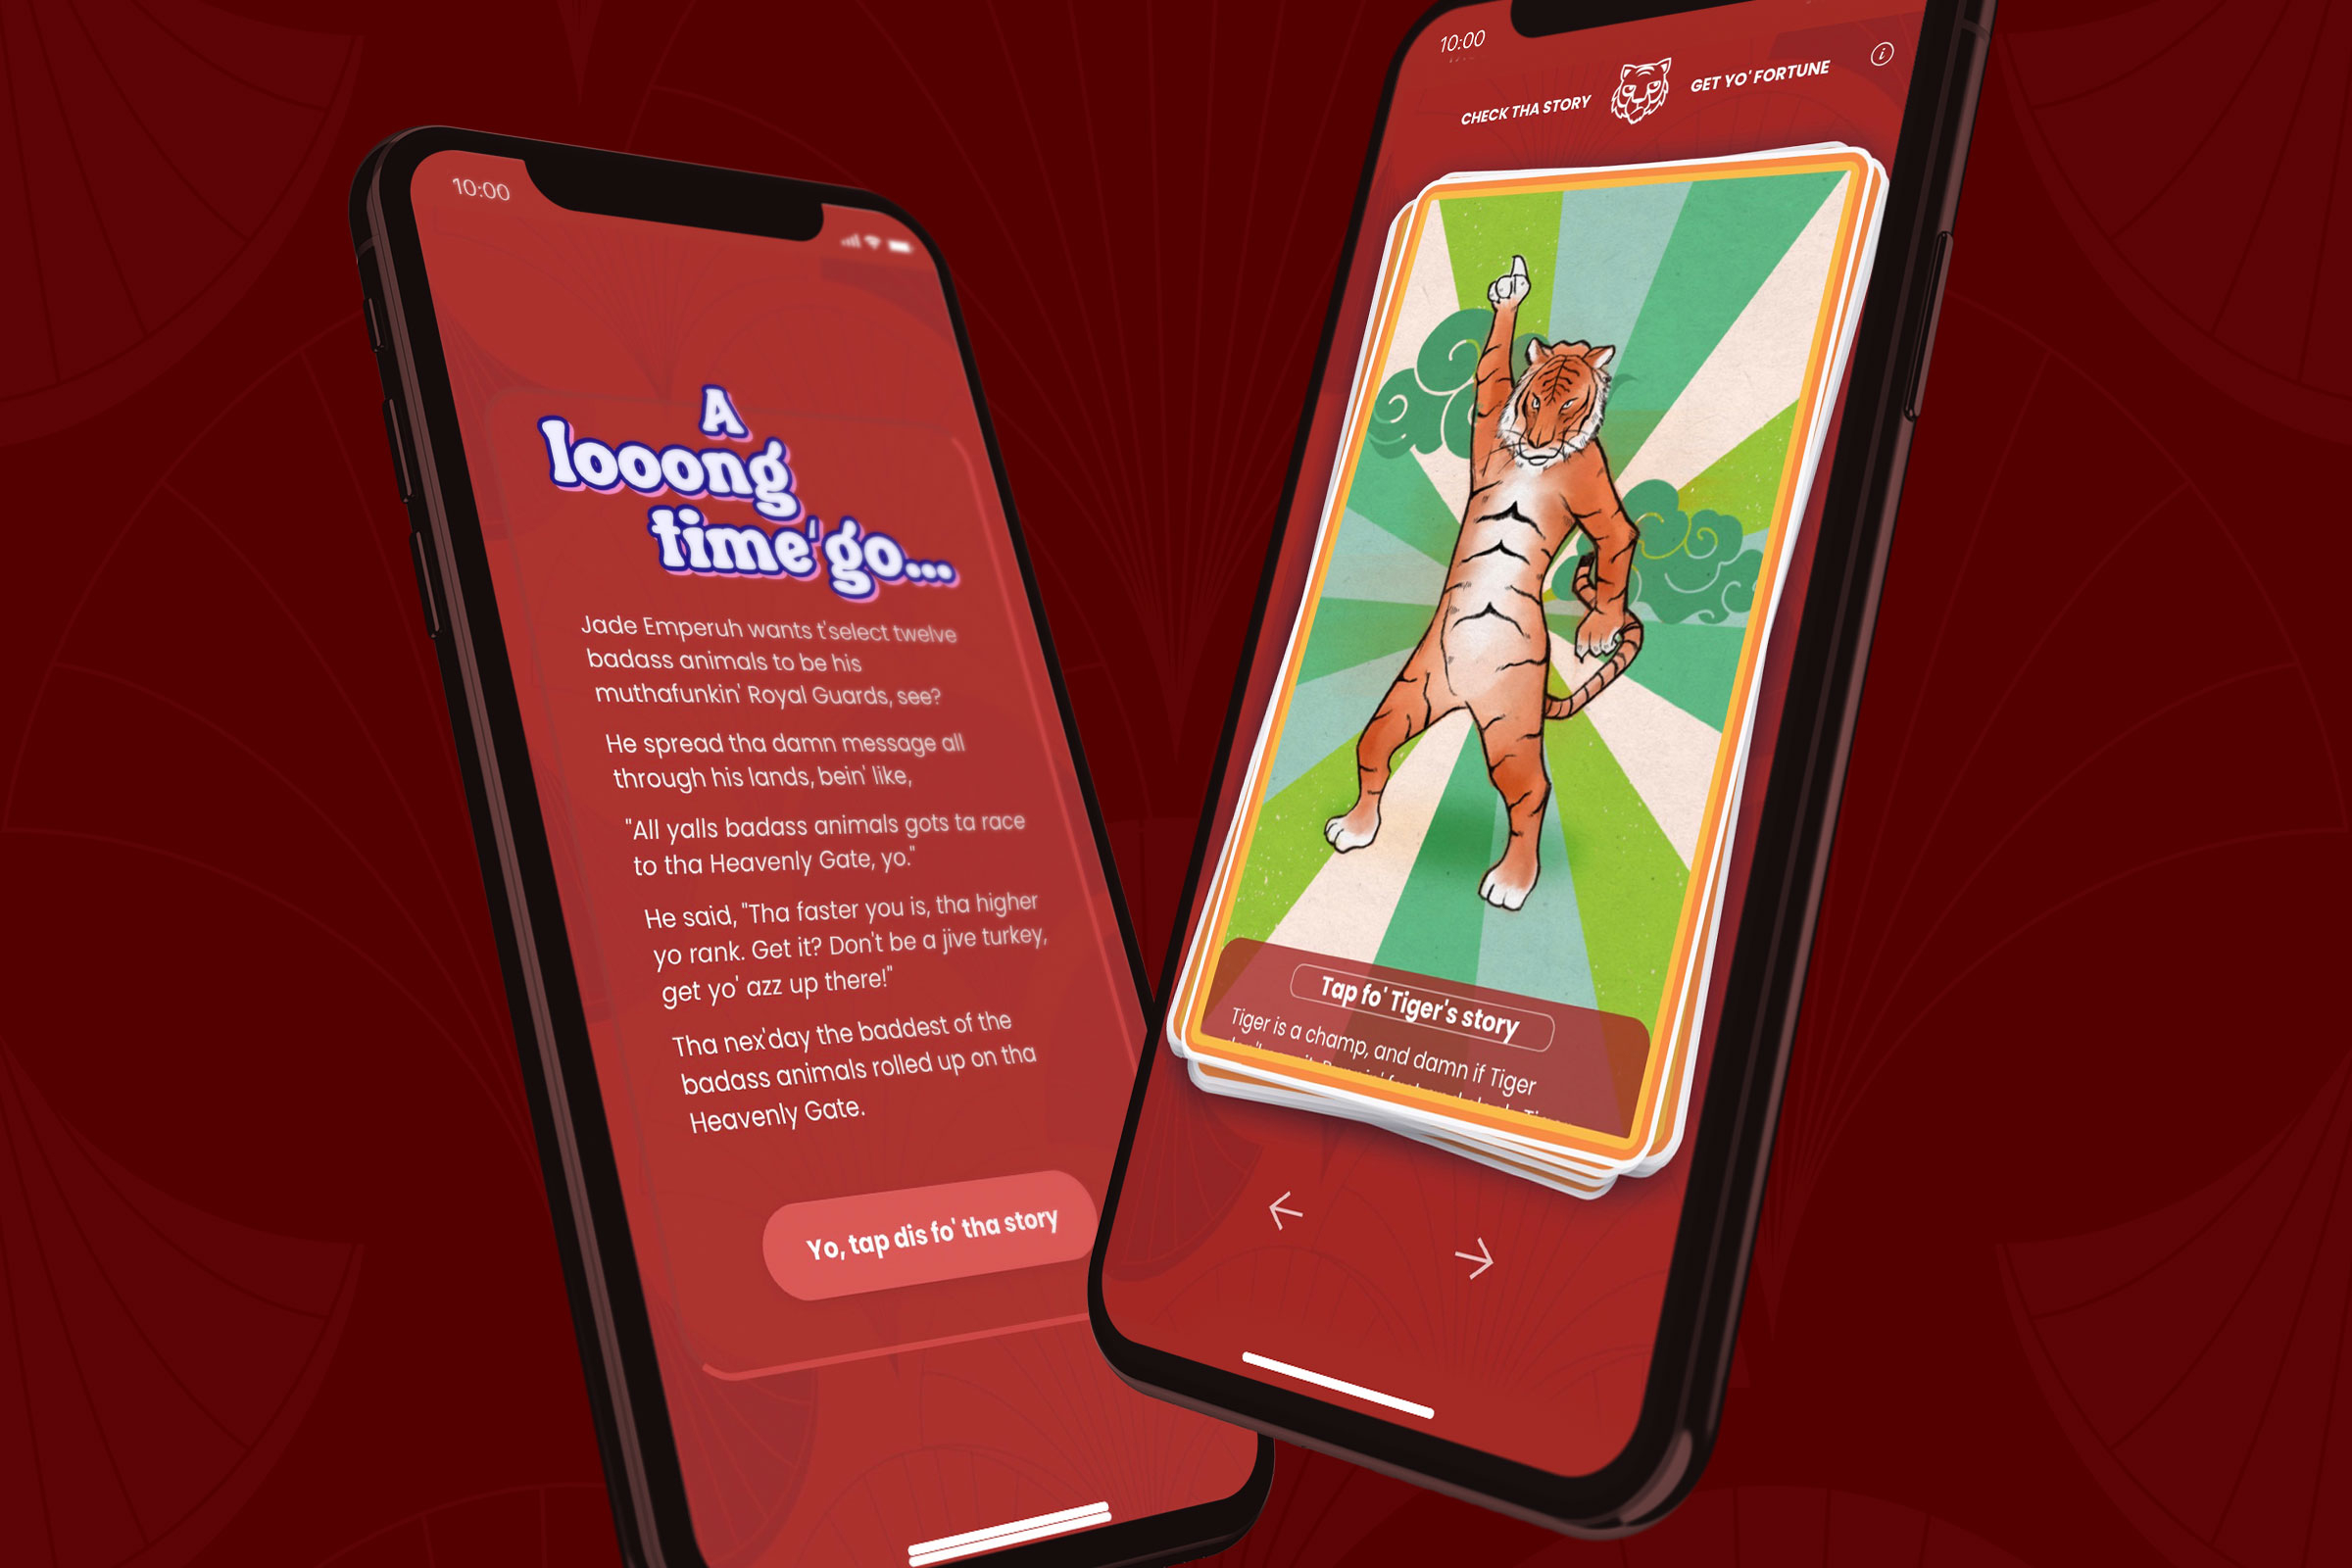 10:00
A
looong
time' go...
Jade Emperuh wants t'select twelve
badass animals to be his
muthafunkin' Royal Guards, see?
He spread tha damn message all
through his lands, bein' like,
"All yalls badass animals gots ta race
to tha Heavenly Gate, yo."
He said, "Tha faster you is, tha higher
yo rank. Get it? Don't be a jive turkey,
get yo' azz up there!"
Tha nex'day the baddest of the
badass animals rolled up on tha
Heavenly Gate.
Yo, tap dis fo' tha story
10:00
CHECK THA STORY
GET YO' FORTUNE
i
Tap fo' Tiger's story
Tiger is a champ, and damn if Tiger